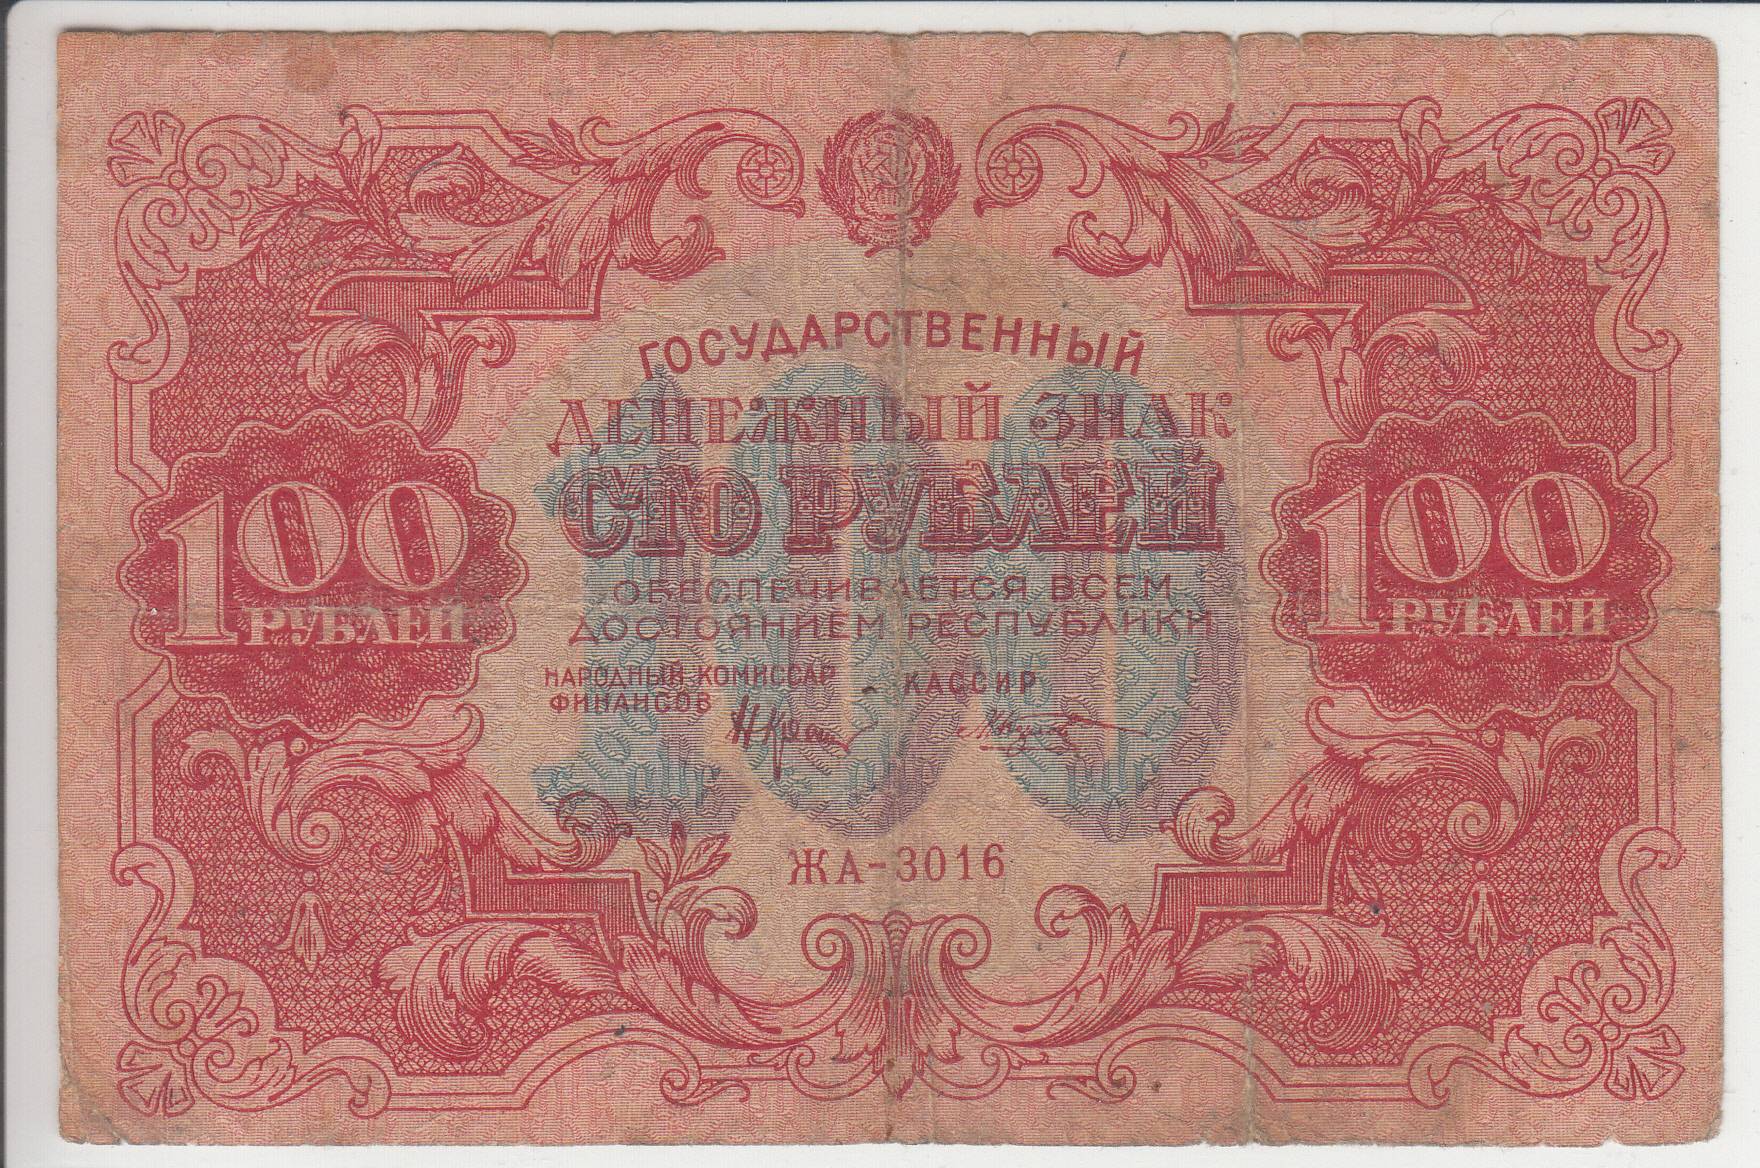 ГОСУДАРСТВЕННЫЙ
ДЕНЕЖНЫЙ ЗНАК
СТО РУБЛЕЙ
100
ОБЕСПЕЧИВАЕТСЯ ВСЕМ
ДОСТОЯНИЕМ РЕСПУБЛИКИ
НАРОДНЫЙ КОМИССАР
ФИНАНСОВ
КАССИР
100
РУБЛЕЙ
100
РУБЛЕЙ
ЖА-3016